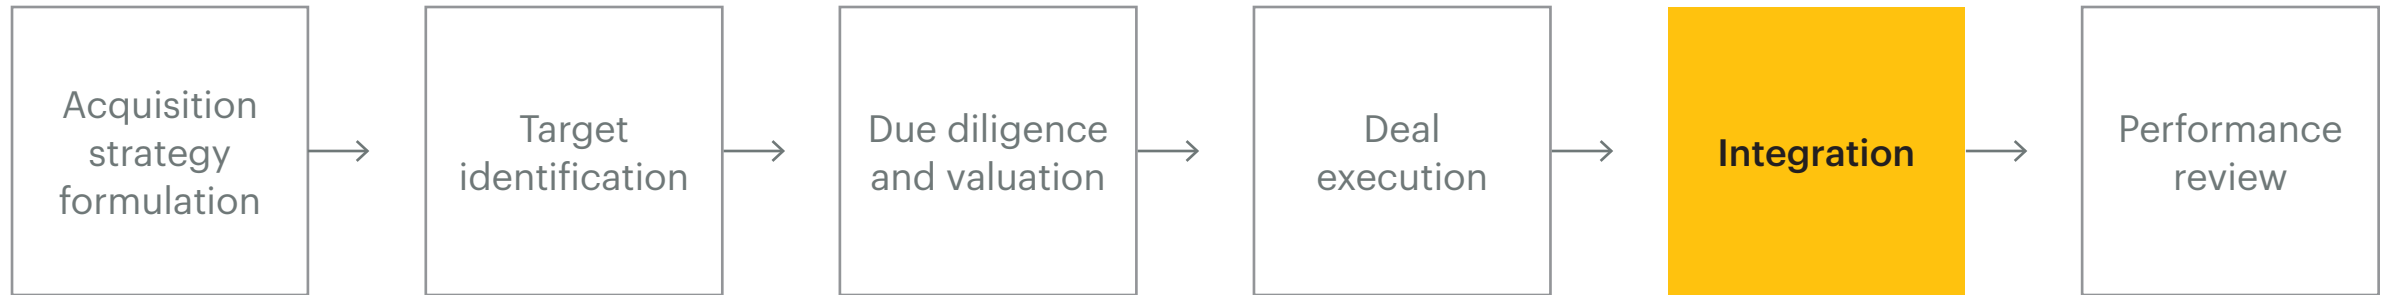 Acquisition
strategy
formulation
Target
identification
Due diligence
and valuation
Deal
execution
Integration
Performance
review